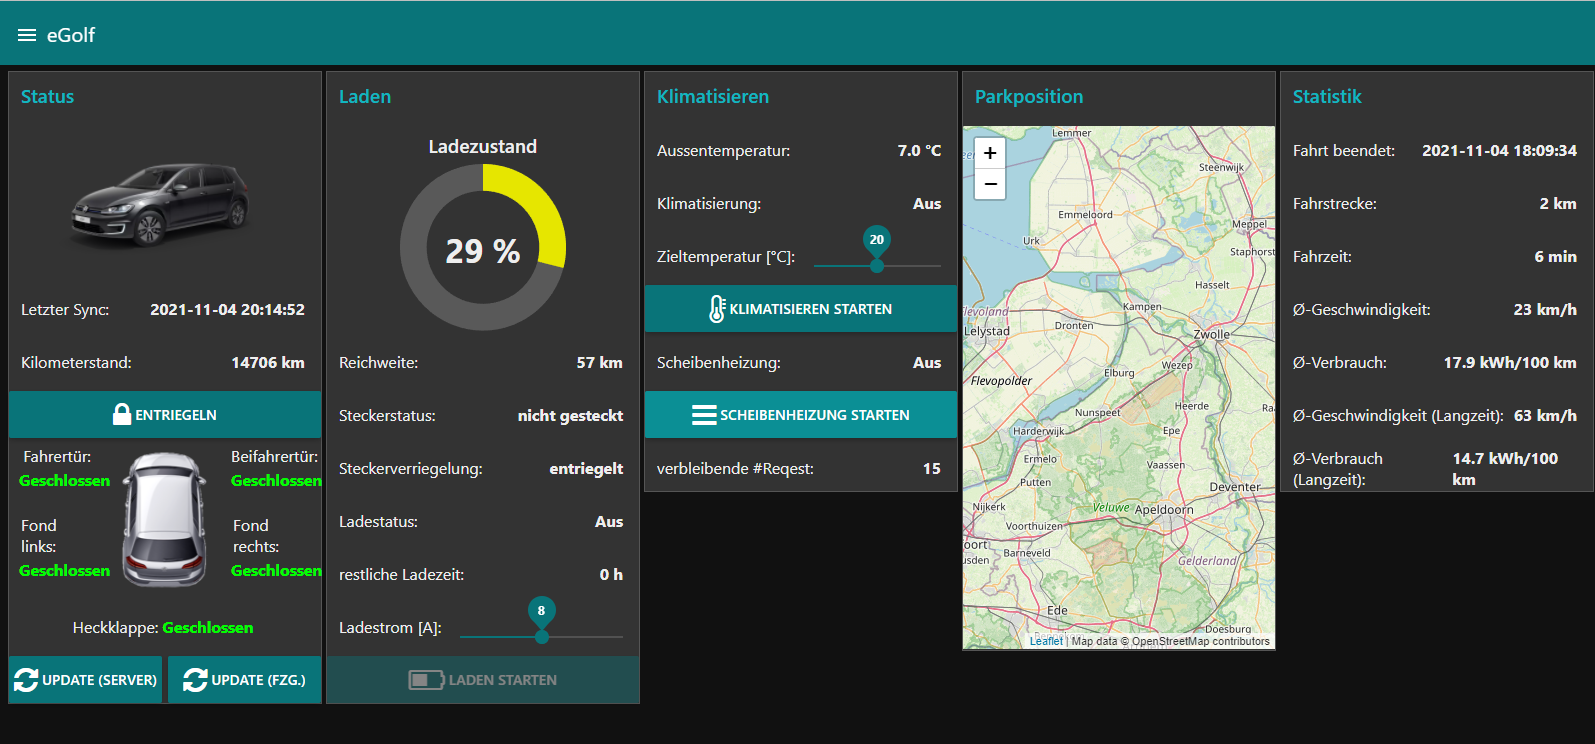 eGolf
Status
Letzter Sync: 2021-11-04 20:14:52
Kilometerstand: 14706 km
ENTRIEGELN
Fahrertür: Beifahrertür:
Geschlossen Geschlossen
Fond Fond
links: rechts:
Geschlossen Geschlossen
Heckklappe: Geschlossen
UPDATE (SERVER) UPDATE (FZG.)
Laden
Ladezustand
29 %
Reichweite: 57 km
Steckerstatus: nicht gesteckt
Steckerverriegelung: entriegelt
Ladestatus: Aus
restliche Ladezeit: 0 h
8
Ladestrom [A]:
LADEN STARTEN
Klimatisieren
Aussentemperatur: 7.0 °C
Klimatisierung: Aus
20
Zieltemperatur [°C]:
KLIMATISIEREN STARTEN
Scheibenheizung: Aus
SCHEIBENHEIZUNG STARTEN
verbleibende #Reqest: 15
Parkposition
+
−
Lemmer
Steenwijk
Emmeloord
Meppel
Urk
Staphorst
Hasselt
Kampen
Flevoland
Lelystad
Dronten
Zwolle
Wezep
Elburg
Flevopolder
Heerde
Nunspeet
Harderwijk
Epe
Ermelo
Vaassen
Putten
Deventer
Nijkerk
Veluwe Apeldoorn
Voorthuizen
oort
Barneveld
usden
Gelderland
Ede
Doesburg
Leaflet | Map data © OpenStreetMap contributors
Statistik
Fahrt beendet: 2021-11-04 18:09:34
Fahrstrecke: 2 km
Fahrzeit: 6 min
Ø-Geschwindigkeit: 23 km/h
Ø-Verbrauch: 17.9 kWh/100 km
Ø-Geschwindigkeit (Langzeit): 63 km/h
Ø-Verbrauch 14.7 kWh/100
(Langzeit): km